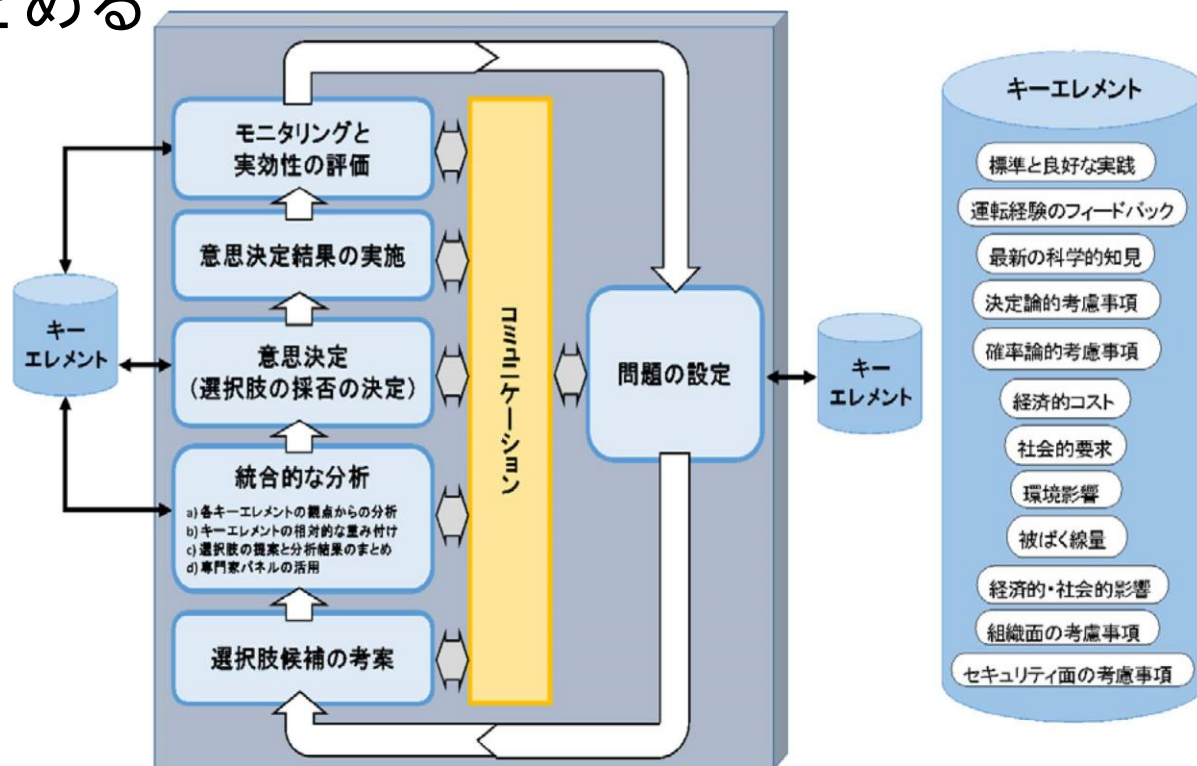 とめる
モニタリングと
実効性の評価
意思決定結果の実施
意思決定
(選択肢の採否の決定)
統合的な分析
a) 各キーエレメントの観点からの分析
b) キーエレメントの相対的な重み付け
c) 選択肢の提案と分析結果のまとめ
d) 専門家パネルの活用
選択肢候補の考案
キー
エレメント
コミュニケーション
問題の設定
キー
エレメント
キーエレメント
標準と良好な実践
運転経験のフィードバック
最新の科学的知見
決定論的考慮事項
確率論的考慮事項
経済的コスト
社会的要求
環境影響
被ばく線量
経済的・社会的影響
組織面の考慮事項
セキュリティ面の考慮事項